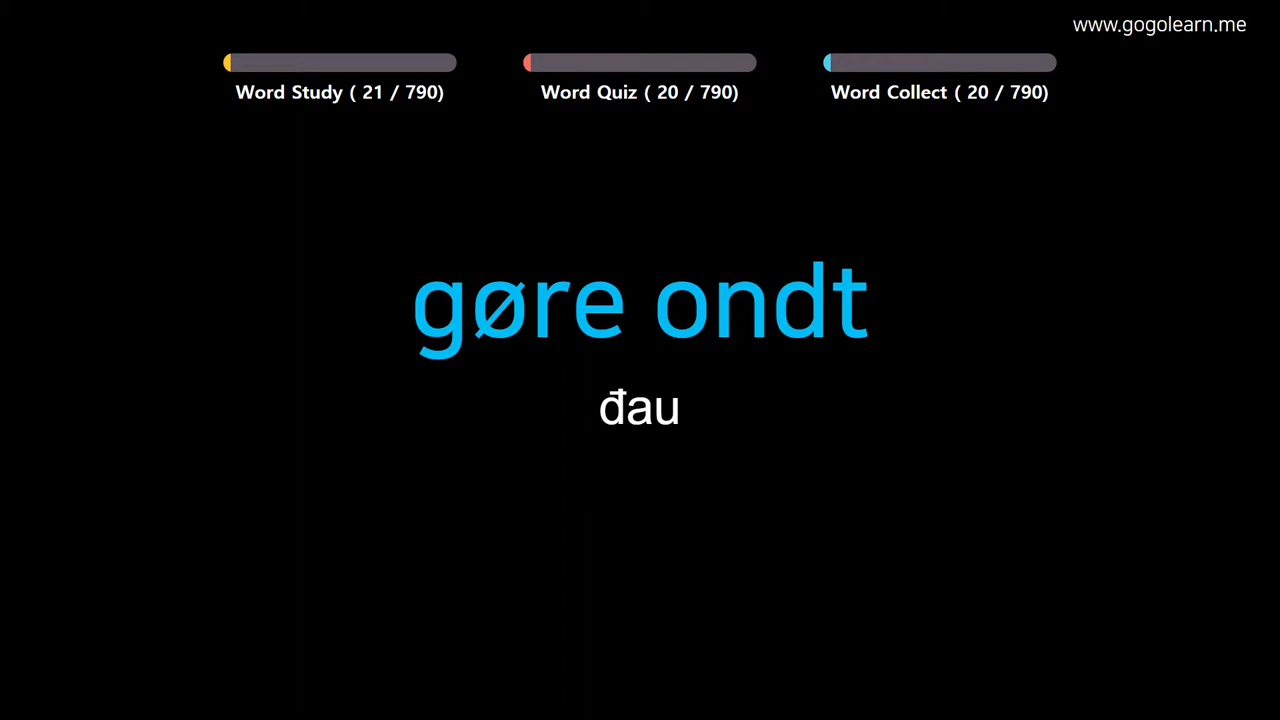 www.gogolearn.me
Word Study ( 21 / 790)
Word Quiz ( 20 / 790)
Word Collect ( 20 / 790)
gøre ondt
đau